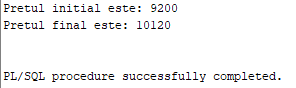 Pretul initial este: 9200
Pretul final este: 10120
PL/SQL procedure successfully completed.